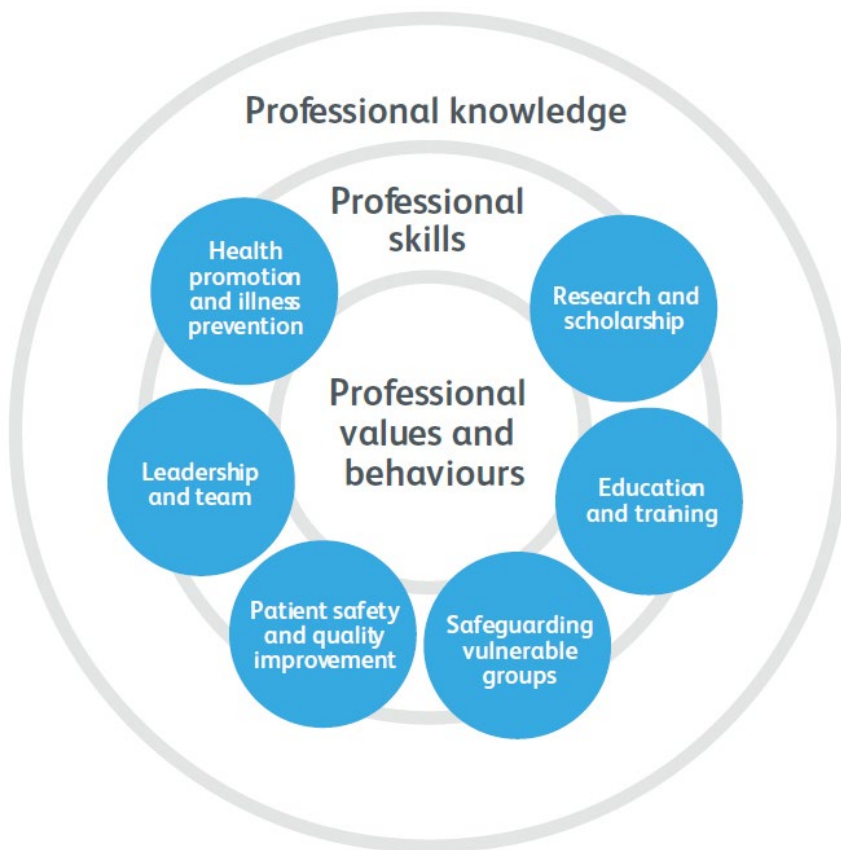 Professional knowledge
Professional
skills
Health
promotion
and illness
prevention
Research and
scholarship
Professional
values and
behaviours
Leadership
and team
Education
and training
Patient safety
and quality
improvement
Safeguarding
vulnerable
groups